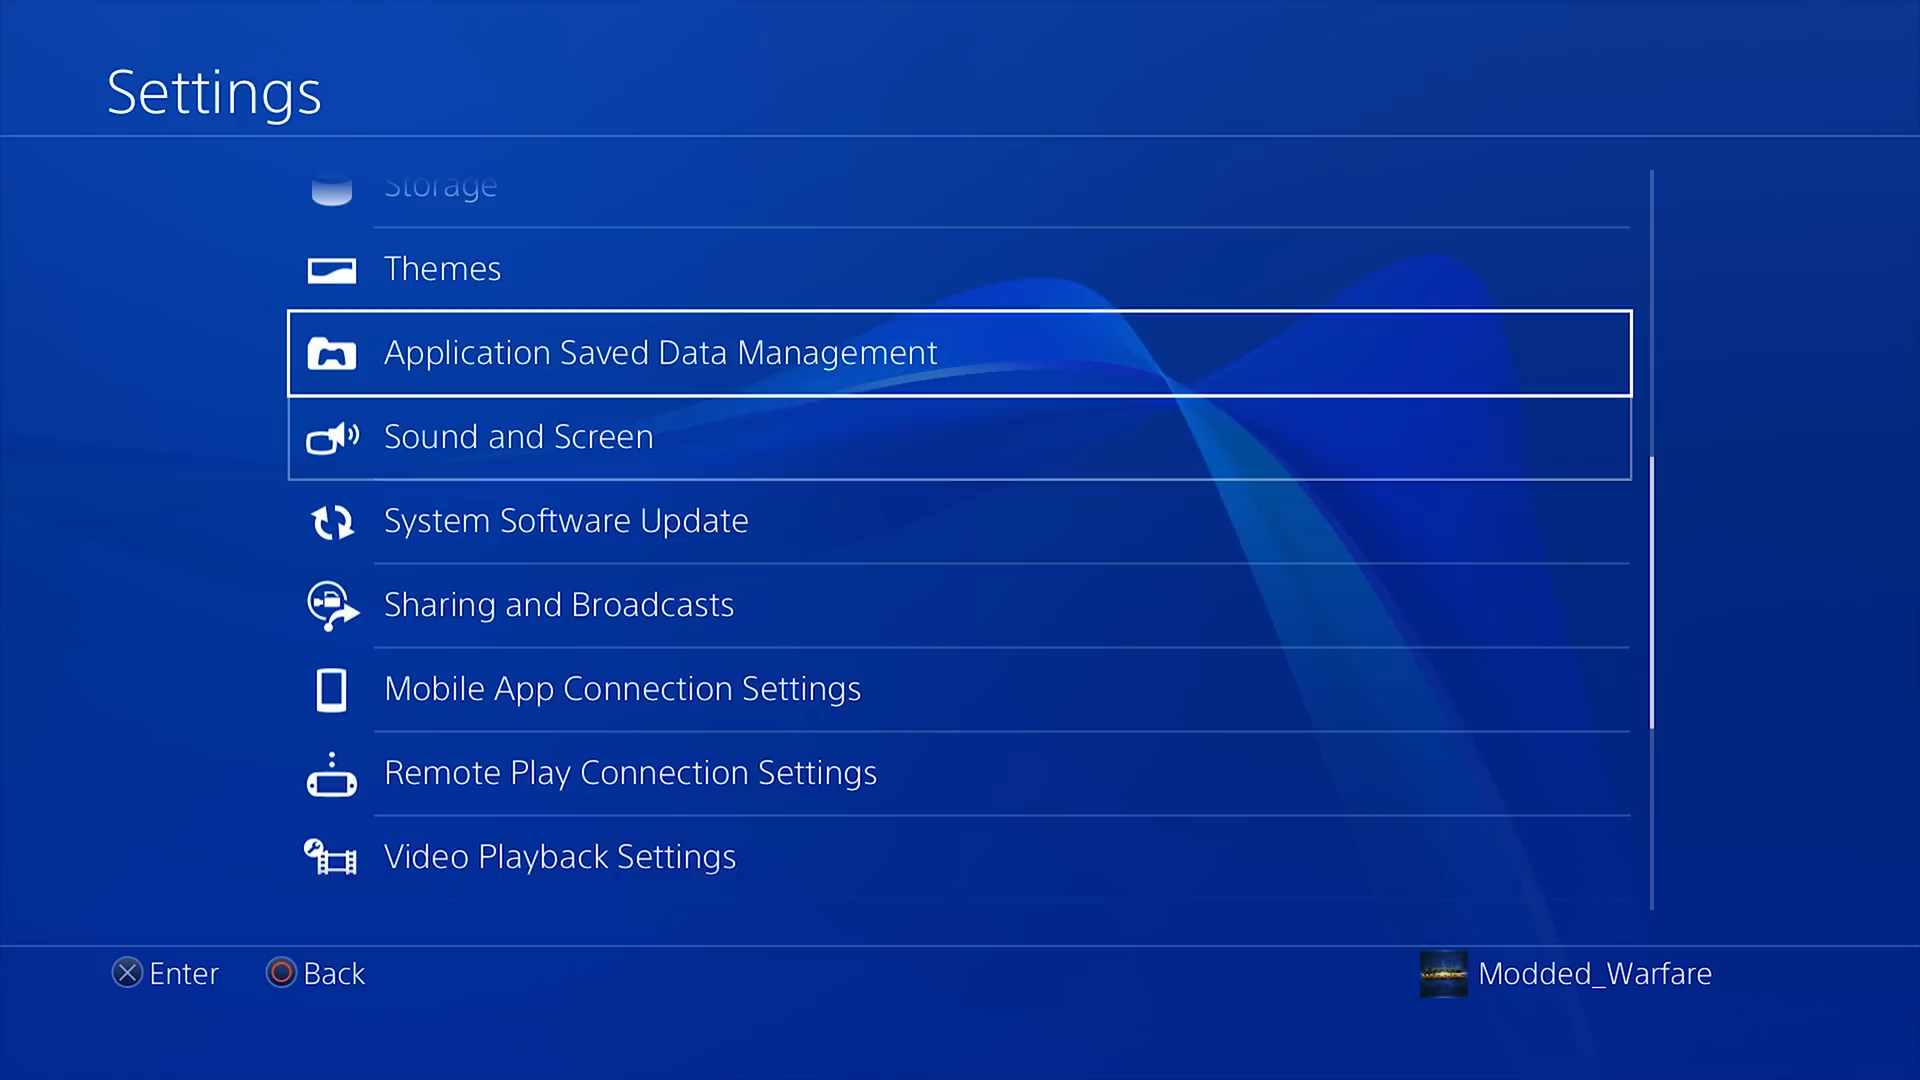 Settings
Storage
Themes
Application Saved Data Management
Sound and Screen
System Software Update
Sharing and Broadcasts
Mobile App Connection Settings
Remote Play Connection Settings
Video Playback Settings
Enter
Back
Modded_Warfare